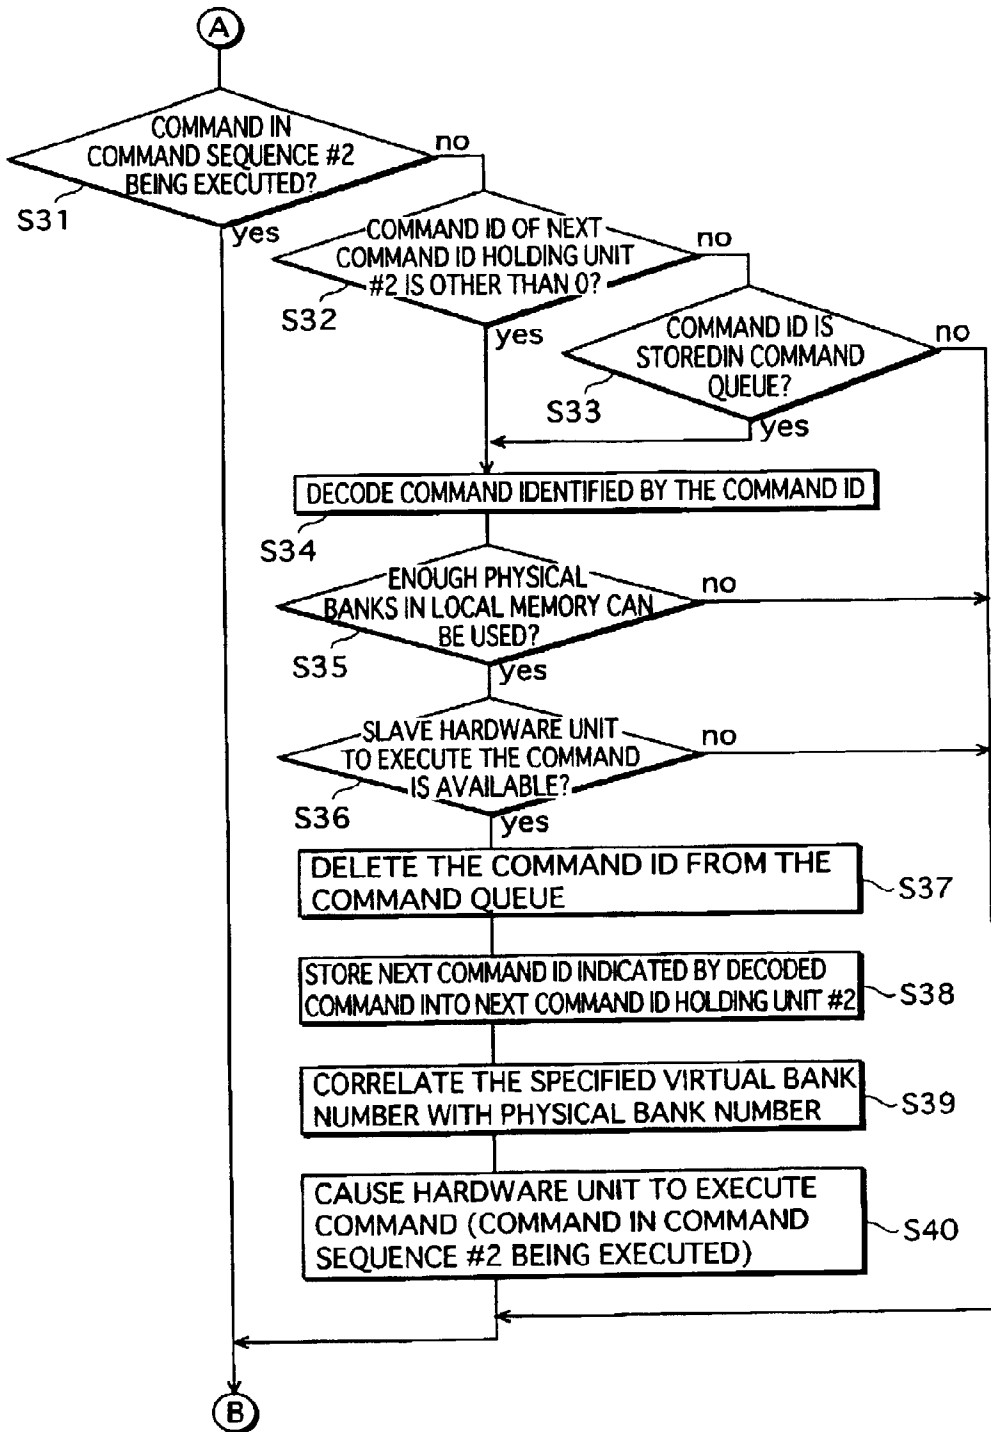 A
COMMAND IN
COMMAND SEQUENCE #2
BEING EXECUTED?
no
S31
yes
COMMAND ID OF NEXT
COMMAND ID HOLDING UNIT
#2 IS OTHER THAN 0?
no
S32
yes
COMMAND ID IS
STOREDIN COMMAND
QUEUE?
no
S33
yes
DECODE COMMAND IDENTIFIED BY THE COMMAND ID
S34
ENOUGH PHYSICAL
BANKS IN LOCAL MEMORY CAN
BE USED?
no
S35
yes
SLAVE HARDWARE UNIT
TO EXECUTE THE COMMAND
IS AVAILABLE?
no
S36
yes
DELETE THE COMMAND ID FROM THE
COMMAND QUEUE
S37
STORE NEXT COMMAND ID INDICATED BY DECODED
COMMAND INTO NEXT COMMAND ID HOLDING UNIT #2
S38
CORRELATE THE SPECIFIED VIRTUAL BANK
NUMBER WITH PHYSICAL BANK NUMBER
S39
CAUSE HARDWARE UNIT TO EXECUTE
COMMAND (COMMAND IN COMMAND
SEQUENCE #2 BEING EXECUTED)
S40
B